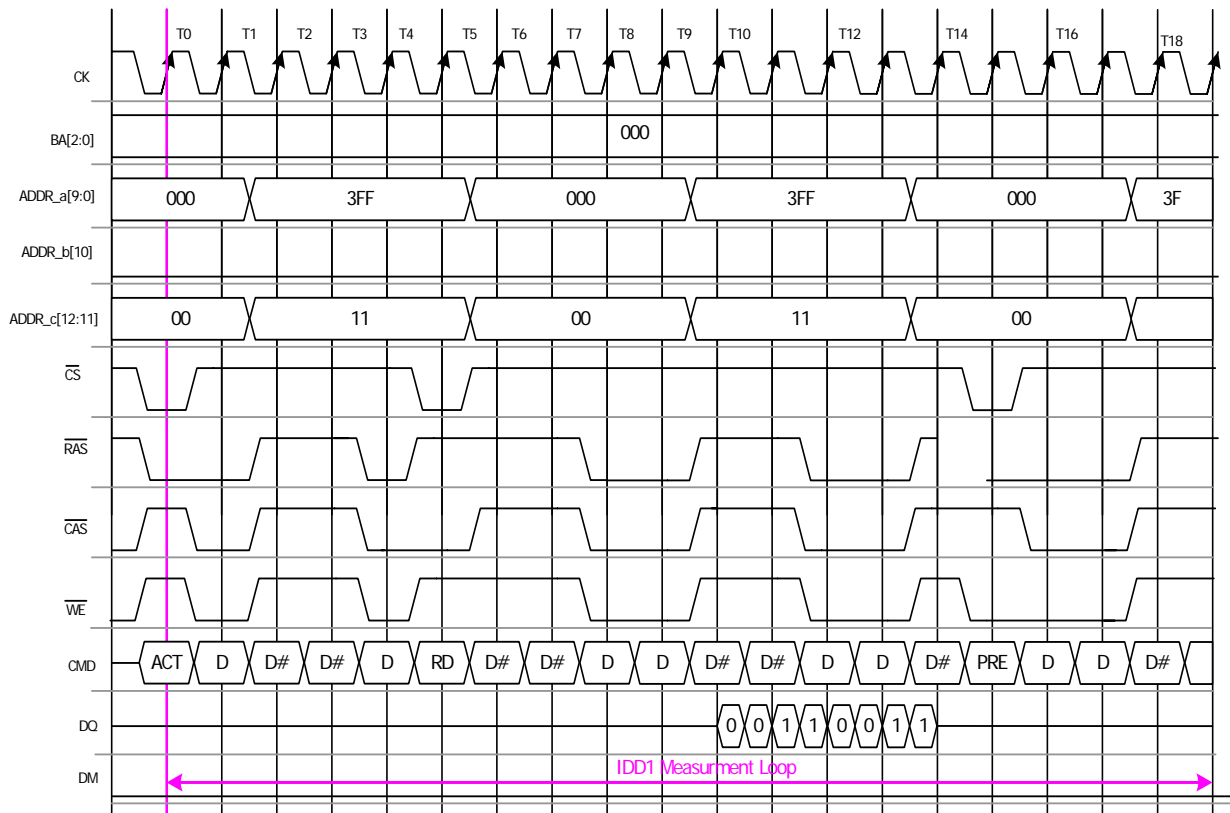 T0 T1 T2 T3 T4 T5 T6 T7 T8 T9 T10 T12 T14 T16 T18
CK
BA[2:0] 000
ADDR_a[9:0] 000 3FF 000 3FF 000 3F
ADDR_b[10]
ADDR_c[12:11] 00 11 00 11 00
CS
RAS
CAS
WE
CMD ACT D D# D# D RD D# D# D D D# D# D D D# PRE D D D#
DQ 0 0 1 1 0 0 1 1
IDD1 Measurment Loop
DM